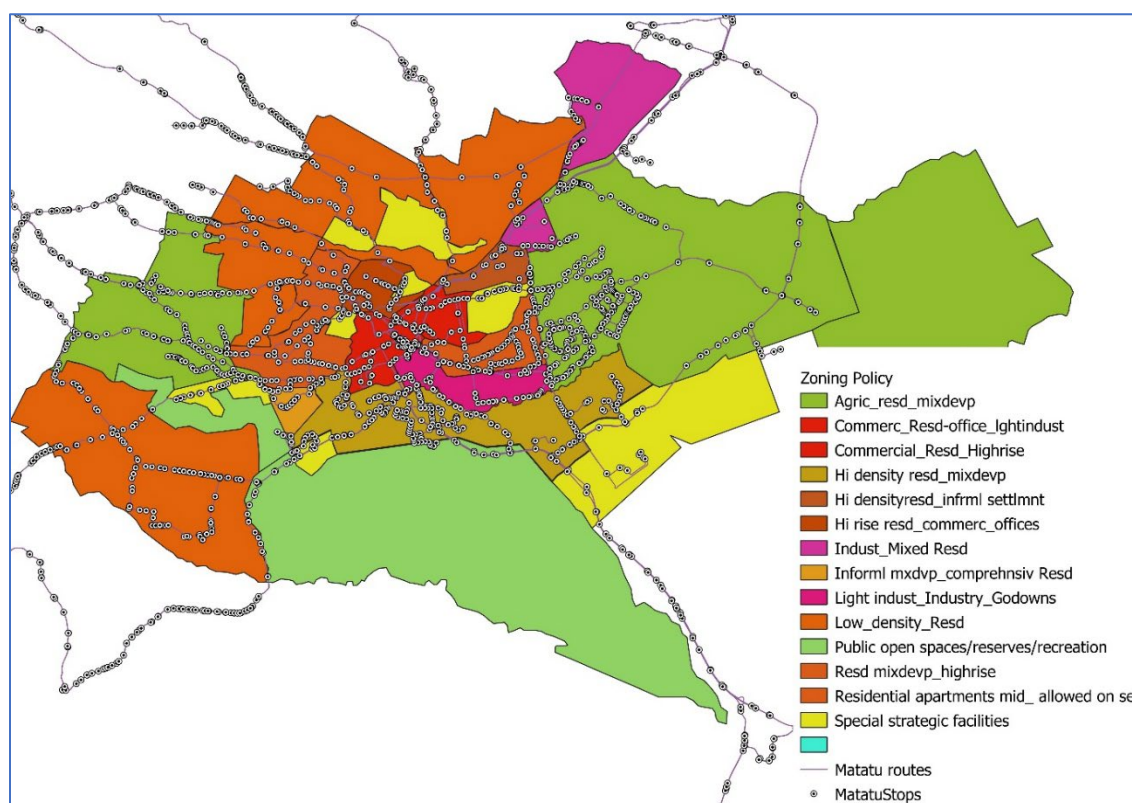 Zoning Policy
Agric_resd_mixdevp
Commerc_Resd-office_lghtindust
Commercial_Resd_Highrise
Hi density resd_mixdevp
Hi densityresd_infrml settlmnt
Hi rise resd_commerc_offices
Indust_Mixed Resd
Informl mxdvp_comprehnsiv Resd
Light indust_Industry_Godowns
Low_density_Resd
Public open spaces/reserves/recreation
Resd mixdevp_highrise
Residential apartments mid_ allowed on se
Special strategic facilities
Matatu routes
MatatuStops